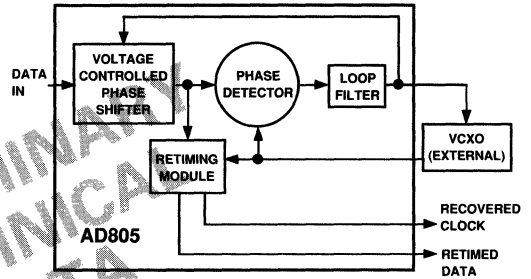 DATA
IN
VOLTAGE
CONTROLLED
PHASE
SHIFTER
PHASE
DETECTOR
LOOP
FILTER
VCXO
(EXTERNAL)
RETIMING
MODULE
RECOVERED
CLOCK
AD805
RETIMED
DATA